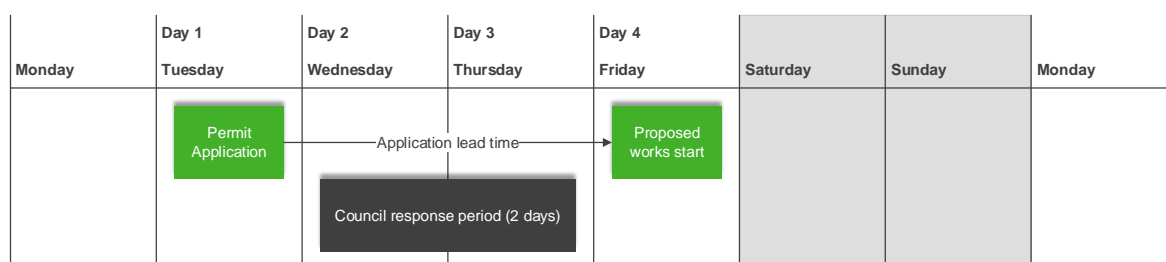 Day 1
Day 2
Day 3
Day 4
Monday
Tuesday
Wednesday
Thursday
Friday
Saturday
Sunday
Monday
Permit
Application
Application lead time
Proposed
works start
Council response period (2 days)